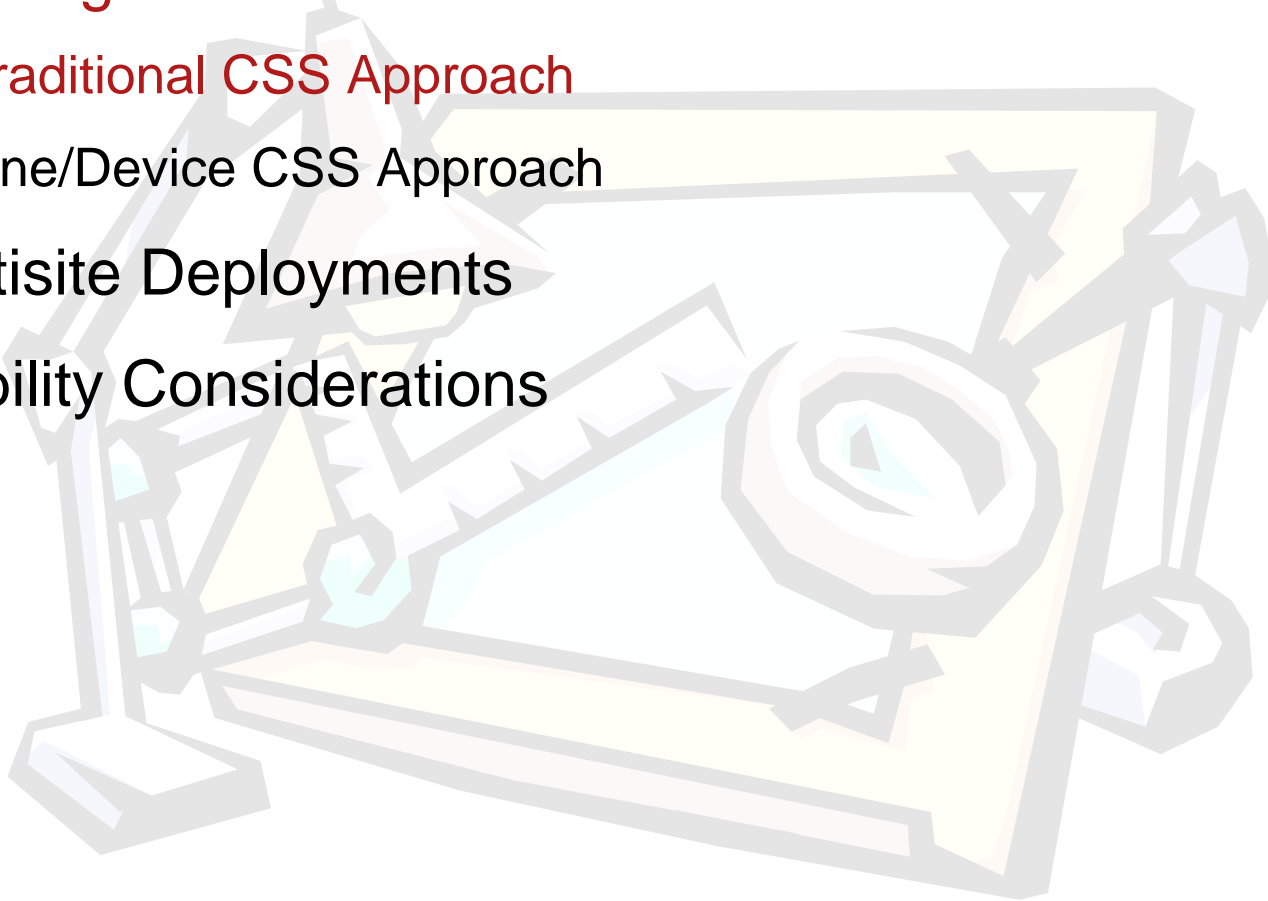 raditional CSS Approach
ne/Device CSS Approach
tisite Deployments
bility Considerations